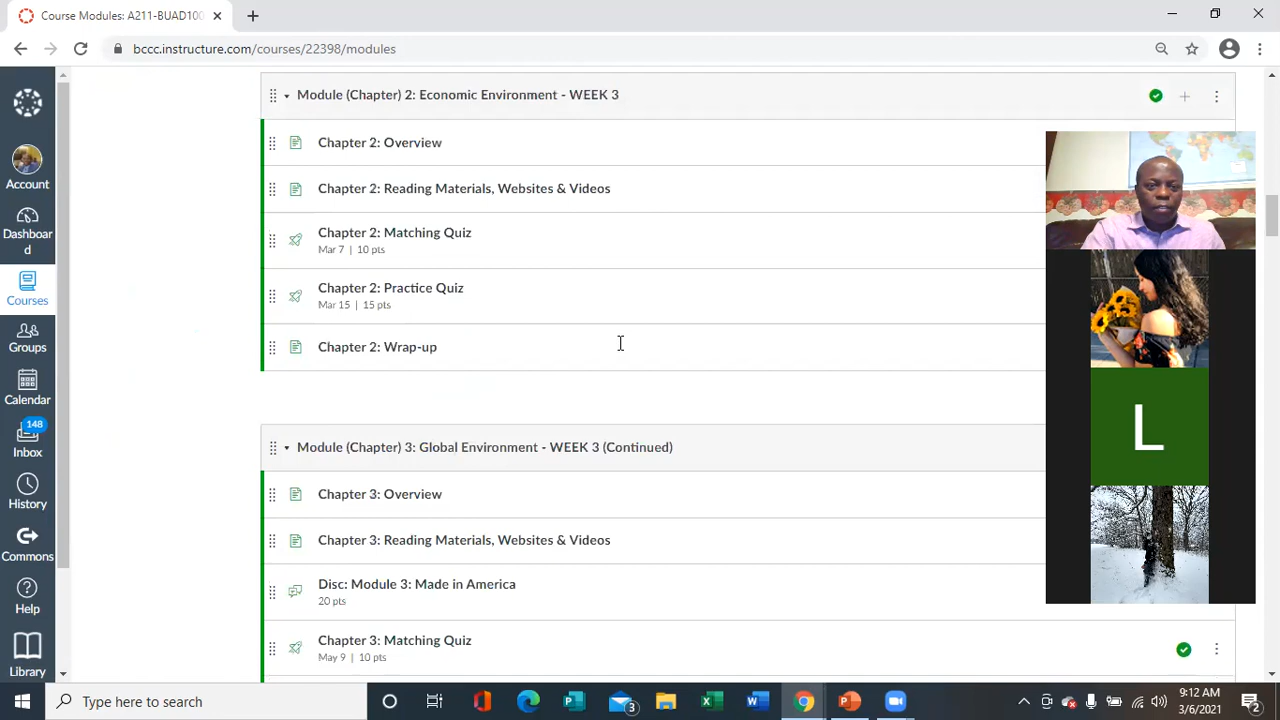 Course Modules: A211-BUAD100
bccc.instructure.com/courses/22398/modules
Account
Dashboar
d
Courses
Groups
Calendar
148
Inbox
History
Commons
Help
Library
Module (Chapter) 2: Economic Environment - WEEK 3
Chapter 2: Overview
Chapter 2: Reading Materials, Websites & Videos
Chapter 2: Matching Quiz
Mar 7 | 10 pts
Chapter 2: Practice Quiz
Mar 15 | 15 pts
Chapter 2: Wrap-up
Module (Chapter) 3: Global Environment - WEEK 3 (Continued)
Chapter 3: Overview
Chapter 3: Reading Materials, Websites & Videos
Disc: Module 3: Made in America
20 pts
Chapter 3: Matching Quiz
May 9 | 10 pts
L
Type here to search
3
9:12 AM
3/6/2021
2